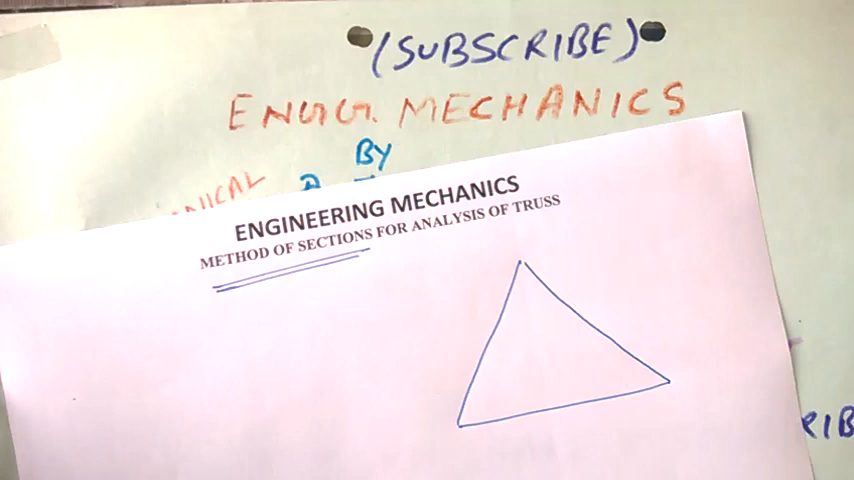 (SUBSCRIBE)
ENGG. MECHANICS
BY
ENGINEERING MECHANICS
METHOD OF SECTIONS FOR ANALYSIS OF TRUSS